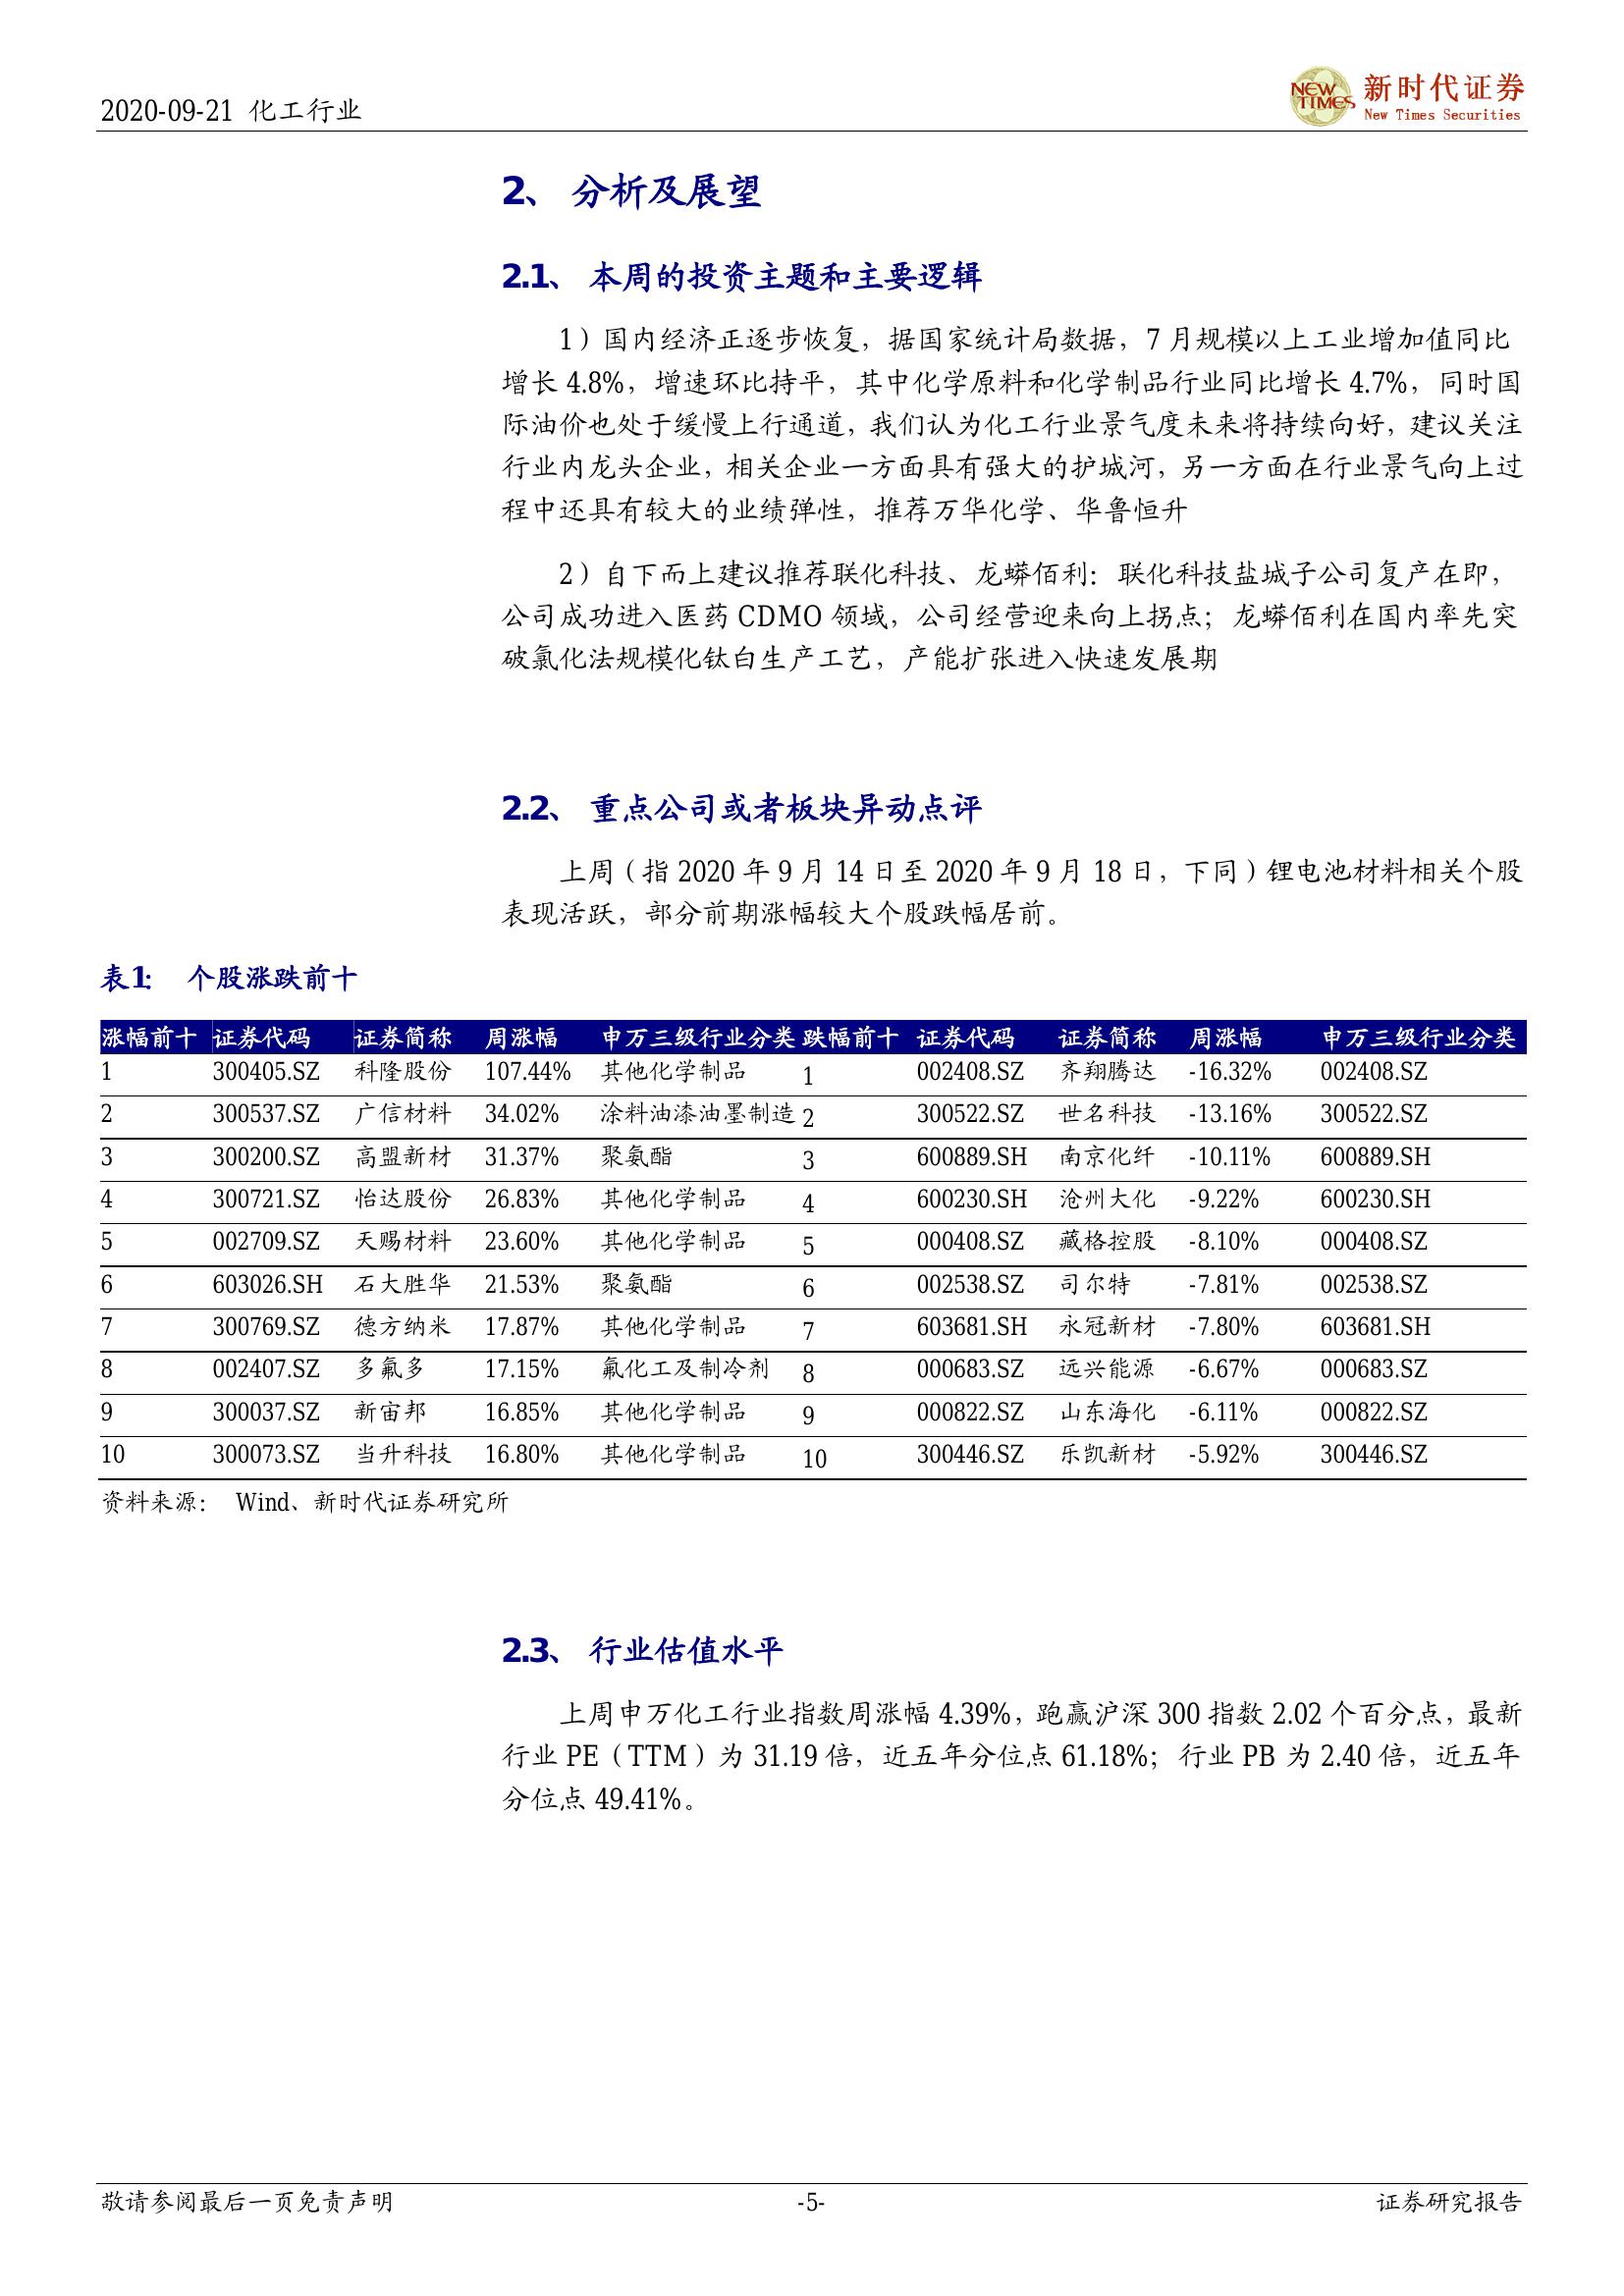 2020-09-21 化工行业
NEW TIMES 新时代证券
New Times Securities
2、 分析及展望
2.1、 本周的投资主题和主要逻辑
1）国内经济正逐步恢复，据国家统计局数据，7 月规模以上工业增加值同比
增长 4.8%，增速环比持平，其中化学原料和化学制品行业同比增长 4.7%，同时国
际油价也处于缓慢上行通道，我们认为化工行业景气度未来将持续向好，建议关注
行业内龙头企业，相关企业一方面具有强大的护城河，另一方面在行业景气向上过
程中还具有较大的业绩弹性，推荐万华化学、华鲁恒升
2）自下而上建议推荐联化科技、龙蟒佰利：联化科技盐城子公司复产在即，
公司成功进入医药 CDMO 领域，公司经营迎来向上拐点；龙蟒佰利在国内率先突
破氯化法规模化钛白生产工艺，产能扩张进入快速发展期
2.2、 重点公司或者板块异动点评
上周（指 2020 年 9 月 14 日至 2020 年 9 月 18 日，下同）锂电池材料相关个股
表现活跃，部分前期涨幅较大个股跌幅居前。
表1： 个股涨跌前十
涨幅前十 证券代码 证券简称 周涨幅 申万三级行业分类 跌幅前十 证券代码 证券简称 周涨幅 申万三级行业分类
1 300405.SZ 科隆股份 107.44% 其他化学制品 1 002408.SZ 齐翔腾达 -16.32% 002408.SZ
2 300537.SZ 广信材料 34.02% 涂料油漆油墨制造 2 300522.SZ 世名科技 -13.16% 300522.SZ
3 300200.SZ 高盟新材 31.37% 聚氨酯 3 600889.SH 南京化纤 -10.11% 600889.SH
4 300721.SZ 怡达股份 26.83% 其他化学制品 4 600230.SH 沧州大化 -9.22% 600230.SH
5 002709.SZ 天赐材料 23.60% 其他化学制品 5 000408.SZ 藏格控股 -8.10% 000408.SZ
6 603026.SH 石大胜华 21.53% 聚氨酯 6 002538.SZ 司尔特 -7.81% 002538.SZ
7 300769.SZ 德方纳米 17.87% 其他化学制品 7 603681.SH 永冠新材 -7.80% 603681.SH
8 002407.SZ 多氟多 17.15% 氟化工及制冷剂 8 000683.SZ 远兴能源 -6.67% 000683.SZ
9 300037.SZ 新宙邦 16.85% 其他化学制品 9 000822.SZ 山东海化 -6.11% 000822.SZ
10 300073.SZ 当升科技 16.80% 其他化学制品 10 300446.SZ 乐凯新材 -5.92% 300446.SZ
资料来源： Wind、新时代证券研究所
2.3、 行业估值水平
上周申万化工行业指数周涨幅 4.39%，跑赢沪深 300 指数 2.02 个百分点，最新
行业 PE（TTM）为 31.19 倍，近五年分位点 61.18%；行业 PB 为 2.40 倍，近五年
分位点 49.41%。
敬请参阅最后一页免责声明 -5- 证券研究报告